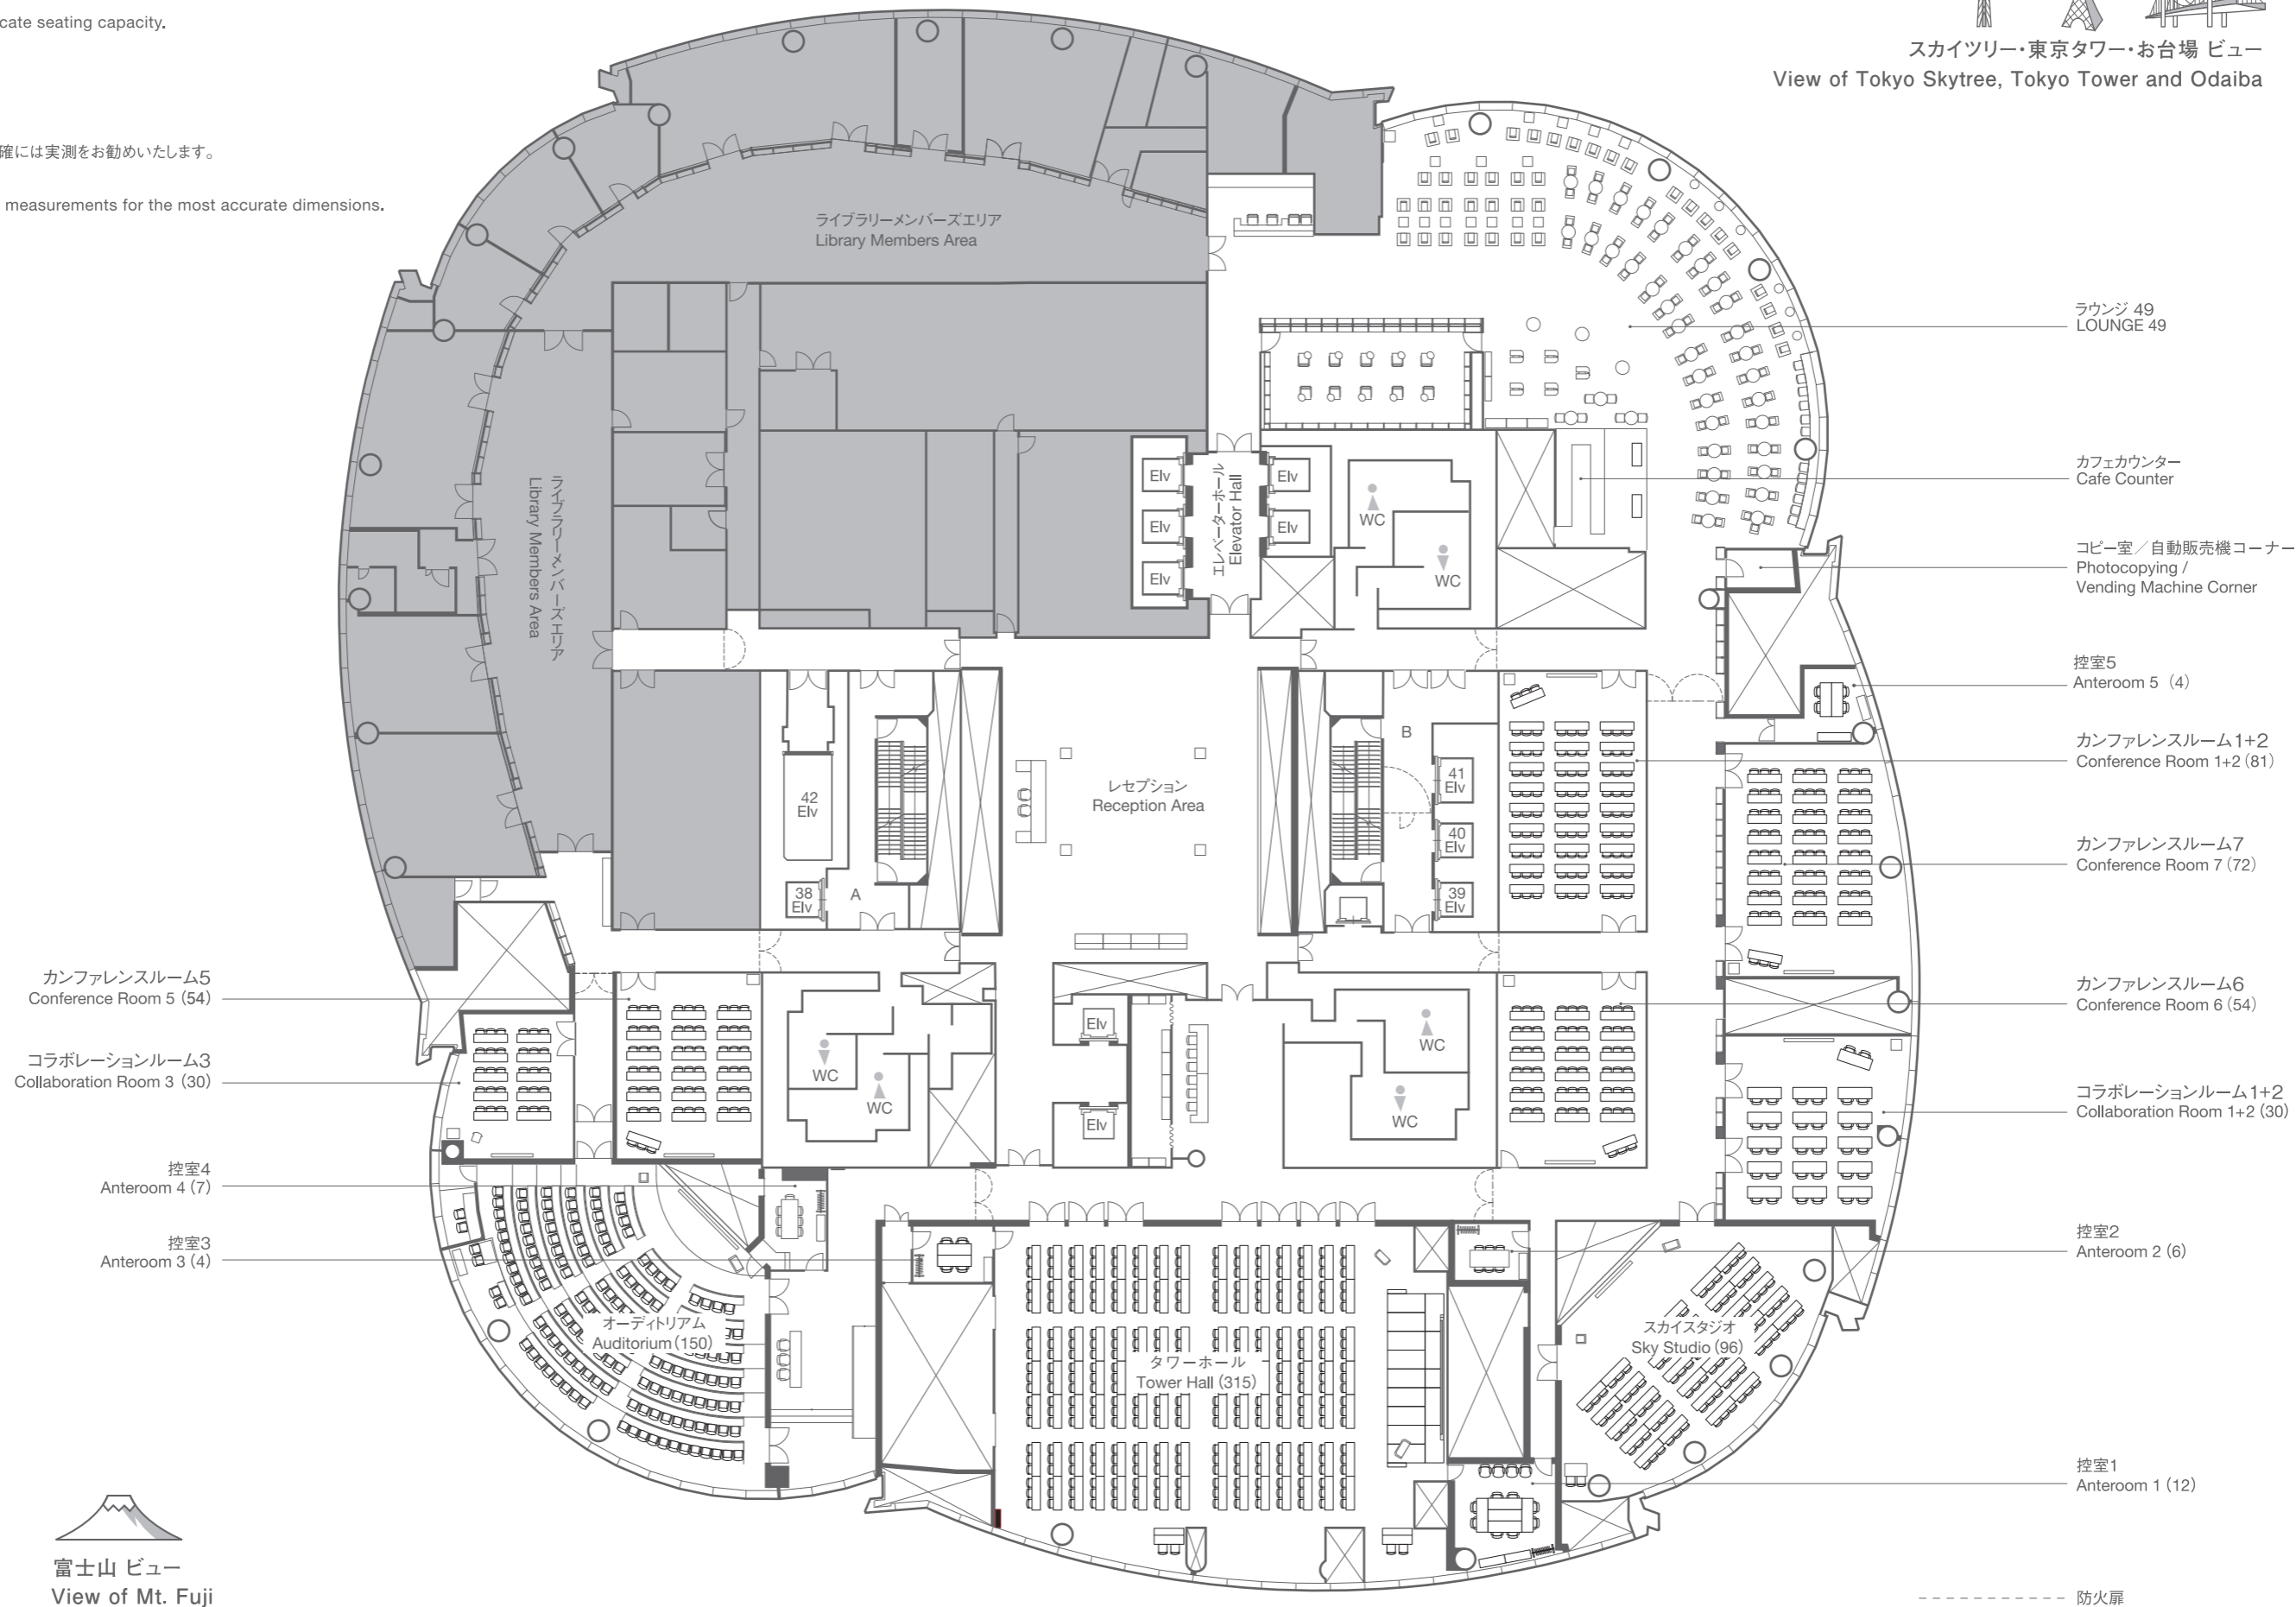 cate seating capacity.
確には実測をお勧めいたします。
measurements for the most accurate dimensions.
スカイツリー・東京タワー・お台場 ビュー
View of Tokyo Skytree, Tokyo Tower and Odaiba
ライブラリーメンバーズエリア
Library Members Area
ライブラリーメンバーズエリア
Library Members Area
ラウンジ 49
LOUNGE 49
カフェカウンター
Cafe Counter
コピー室／自動販売機コーナー
Photocopying /
Vending Machine Corner
控室5
Anteroom 5 (4)
カンファレンスルーム1+2
Conference Room 1+2 (81)
カンファレンスルーム7
Conference Room 7 (72)
カンファレンスルーム6
Conference Room 6 (54)
コラボレーションルーム1+2
Collaboration Room 1+2 (30)
控室2
Anteroom 2 (6)
控室1
Anteroom 1 (12)
防火扉
Elv
Elv
Elv
Elv
Elv
エレベーターホール
Elevator Hall
WC
WC
レセプション
Reception Area
42
Elv
38
Elv
A
B
41
Elv
40
Elv
39
Elv
カンファレンスルーム5
Conference Room 5 (54)
コラボレーションルーム3
Collaboration Room 3 (30)
控室4
Anteroom 4 (7)
控室3
Anteroom 3 (4)
WC
WC
Elv
Elv
WC
WC
オーディトリアム
Auditorium (150)
タワーホール
Tower Hall (315)
スカイスタジオ
Sky Studio (96)
富士山 ビュー
View of Mt. Fuji